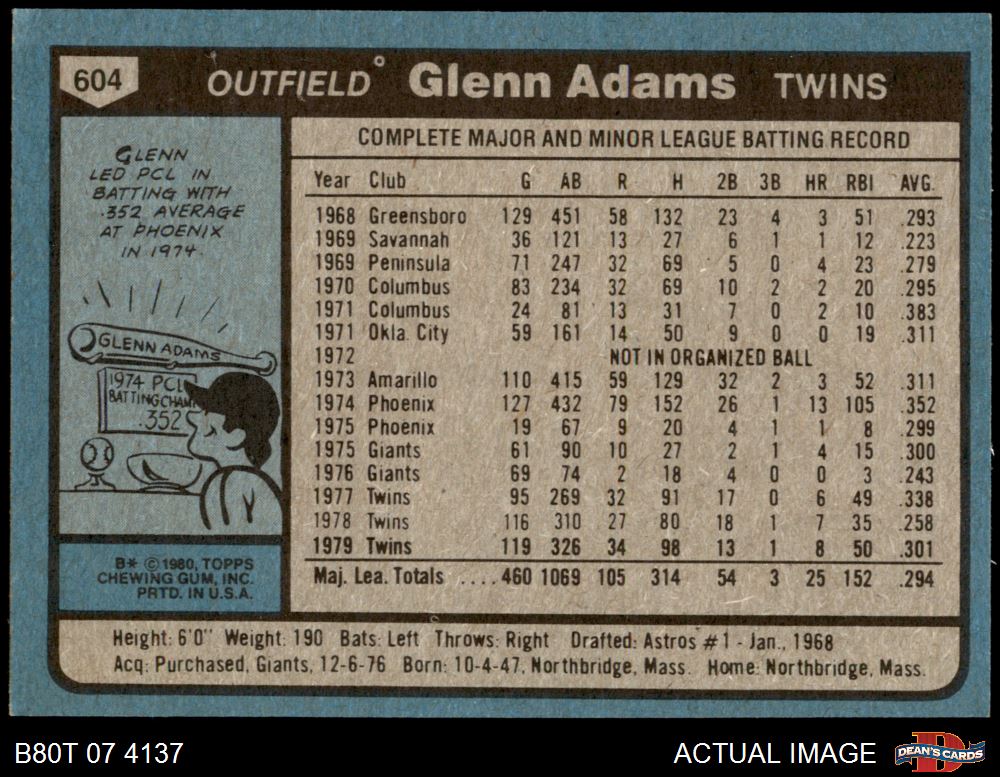 604 OUTFIELD° Glenn Adams TWINS
GLENN
LED PCL IN
BATTING WITH
.352 AVERAGE
AT PHOENIX
IN 1974.
GLENN ADAMS
1974 PCL
BATTING CHAM
.352
B* ©1980, TOPPS
CHEWING GUM, INC.
PRTD. IN U.S.A.
COMPLETE MAJOR AND MINOR LEAGUE BATTING RECORD
Year Club G AB R H 2B 3B HR RBI AVG.
1968 Greensboro 129 451 58 132 23 4 3 51 .293
1969 Savannah 36 121 13 27 6 1 1 12 .223
1969 Peninsula 71 247 32 69 5 0 4 23 .279
1970 Columbus 83 234 32 69 10 2 2 20 .295
1971 Columbus 24 81 13 31 7 0 2 10 .383
1971 Okla. City 59 161 14 50 9 0 0 19 .311
1972 NOT IN ORGANIZED BALL
1973 Amarillo 110 415 59 129 32 2 3 52 .311
1974 Phoenix 127 432 79 152 26 1 13 105 .352
1975 Phoenix 19 67 9 20 4 1 1 8 .299
1975 Giants 61 90 10 27 2 1 4 15 .300
1976 Giants 69 74 2 18 4 0 0 3 .243
1977 Twins 95 269 32 91 17 0 6 49 .338
1978 Twins 116 310 27 80 18 1 7 35 .258
1979 Twins 119 326 34 98 13 1 8 50 .301
Maj. Lea. Totals ....460 1069 105 314 54 3 25 152 .294
Height: 6'0" Weight: 190 Bats: Left Throws: Right Drafted: Astros #1 - Jan., 1968
Acq: Purchased, Giants, 12-6-76 Born: 10-4-47, Northbridge, Mass. Home: Northbridge, Mass.
B80T 07 4137 ACTUAL IMAGE DEAN'S CARDS